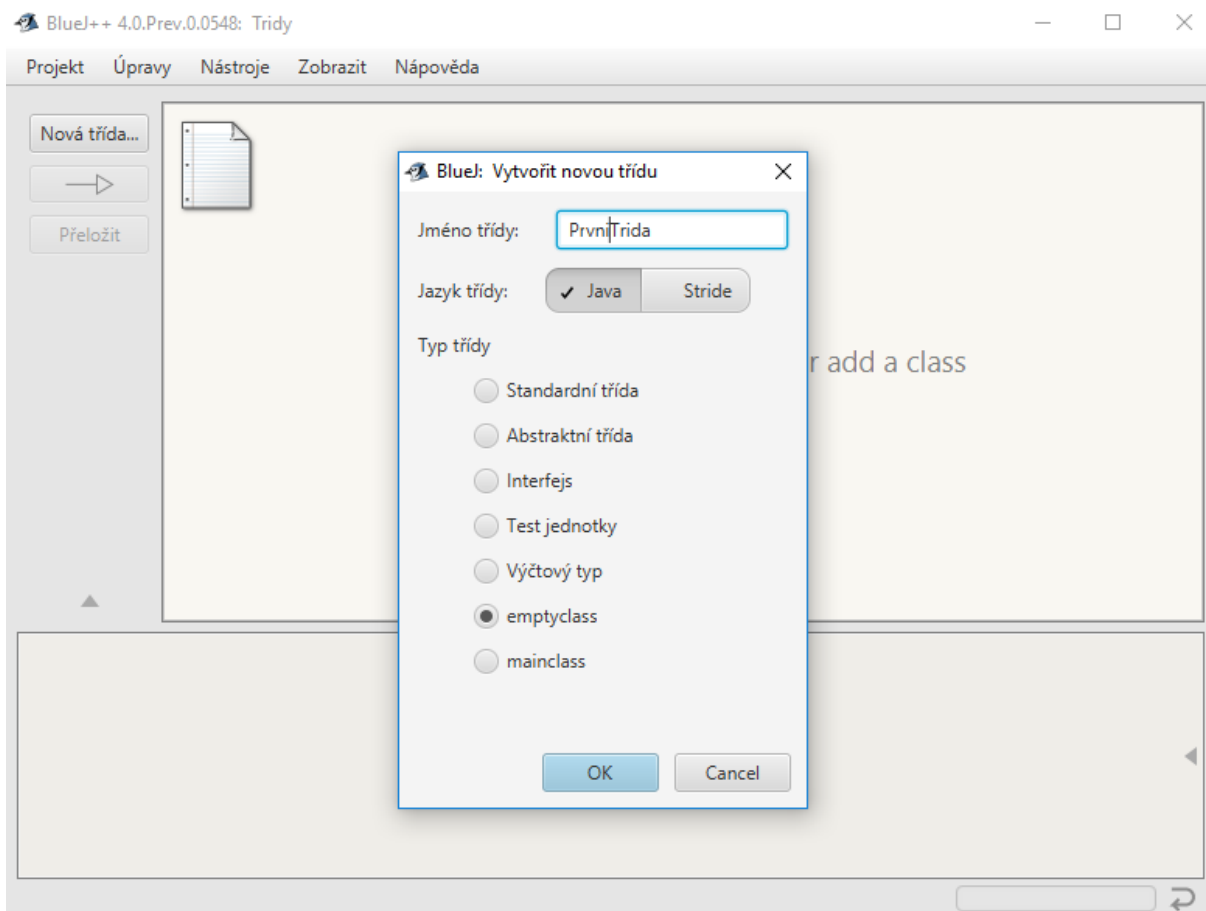 BlueJ++ 4.0.Prev.0.0548: Tridy
Projekt Úpravy Nástroje Zobrazit Nápověda
Nová třída...
Přeložit
r add a class
BlueJ: Vytvořit novou třídu
Jméno třídy: PrvniTrida
Jazyk třídy: Java Stride
Typ třídy
Standardní třída
Abstraktní třída
Interfejs
Test jednotky
Výčtový typ
emptyclass
mainclass
OK Cancel